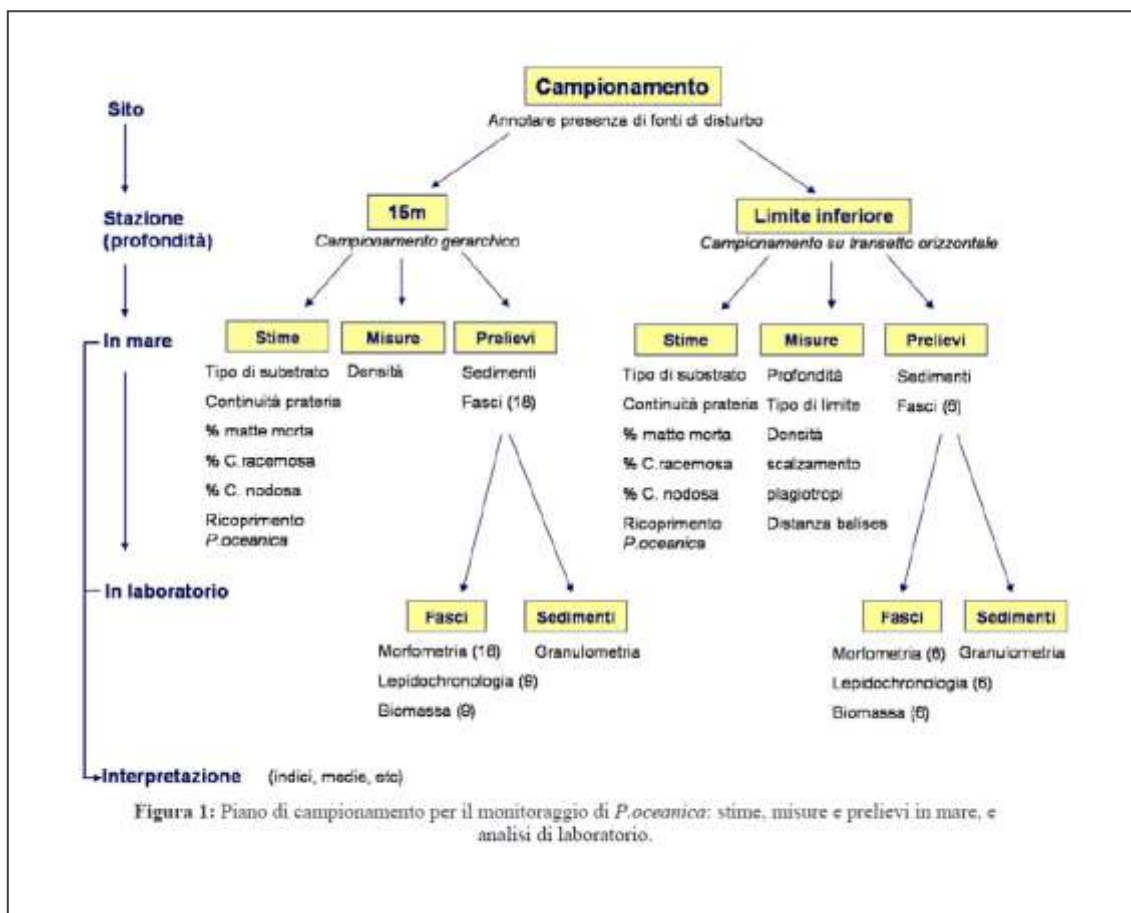 Campionamento
Annotare presenza di fonti di disturbo
Sito
Stazione
(profondità)
In mare
In laboratorio
Interpretazione (indici, medie, etc)
15m
Campionamento gerarchico
Stime
Tipo di substrato
Continuità prateria
% matte morta
% C.racemosa
% C. nodosa
Ricoprimento
P.oceanica
Misure
Densità
Prelievi
Sedimenti
Fasci (18)
Fasci
Morfometria (18)
Lepidochronologia (9)
Biomassa (9)
Sedimenti
Granulometria
Limite inferiore
Campionamento su transetto orizzontale
Stime
Tipo di substrato
Continuità prateria
% matte morta
% C.racemosa
% C. nodosa
Ricoprimento
P.oceanica
Misure
Profondità
Tipo di limite
Densità
scalzamento
plagiotropi
Distanza balises
Prelievi
Sedimenti
Fasci (6)
Fasci
Morfometria (6)
Lepidochronologia (6)
Biomassa (6)
Sedimenti
Granulometria
Figura 1: Piano di campionamento per il monitoraggio di P.oceanica: stime, misure e prelievi in mare, e
analisi di laboratorio.